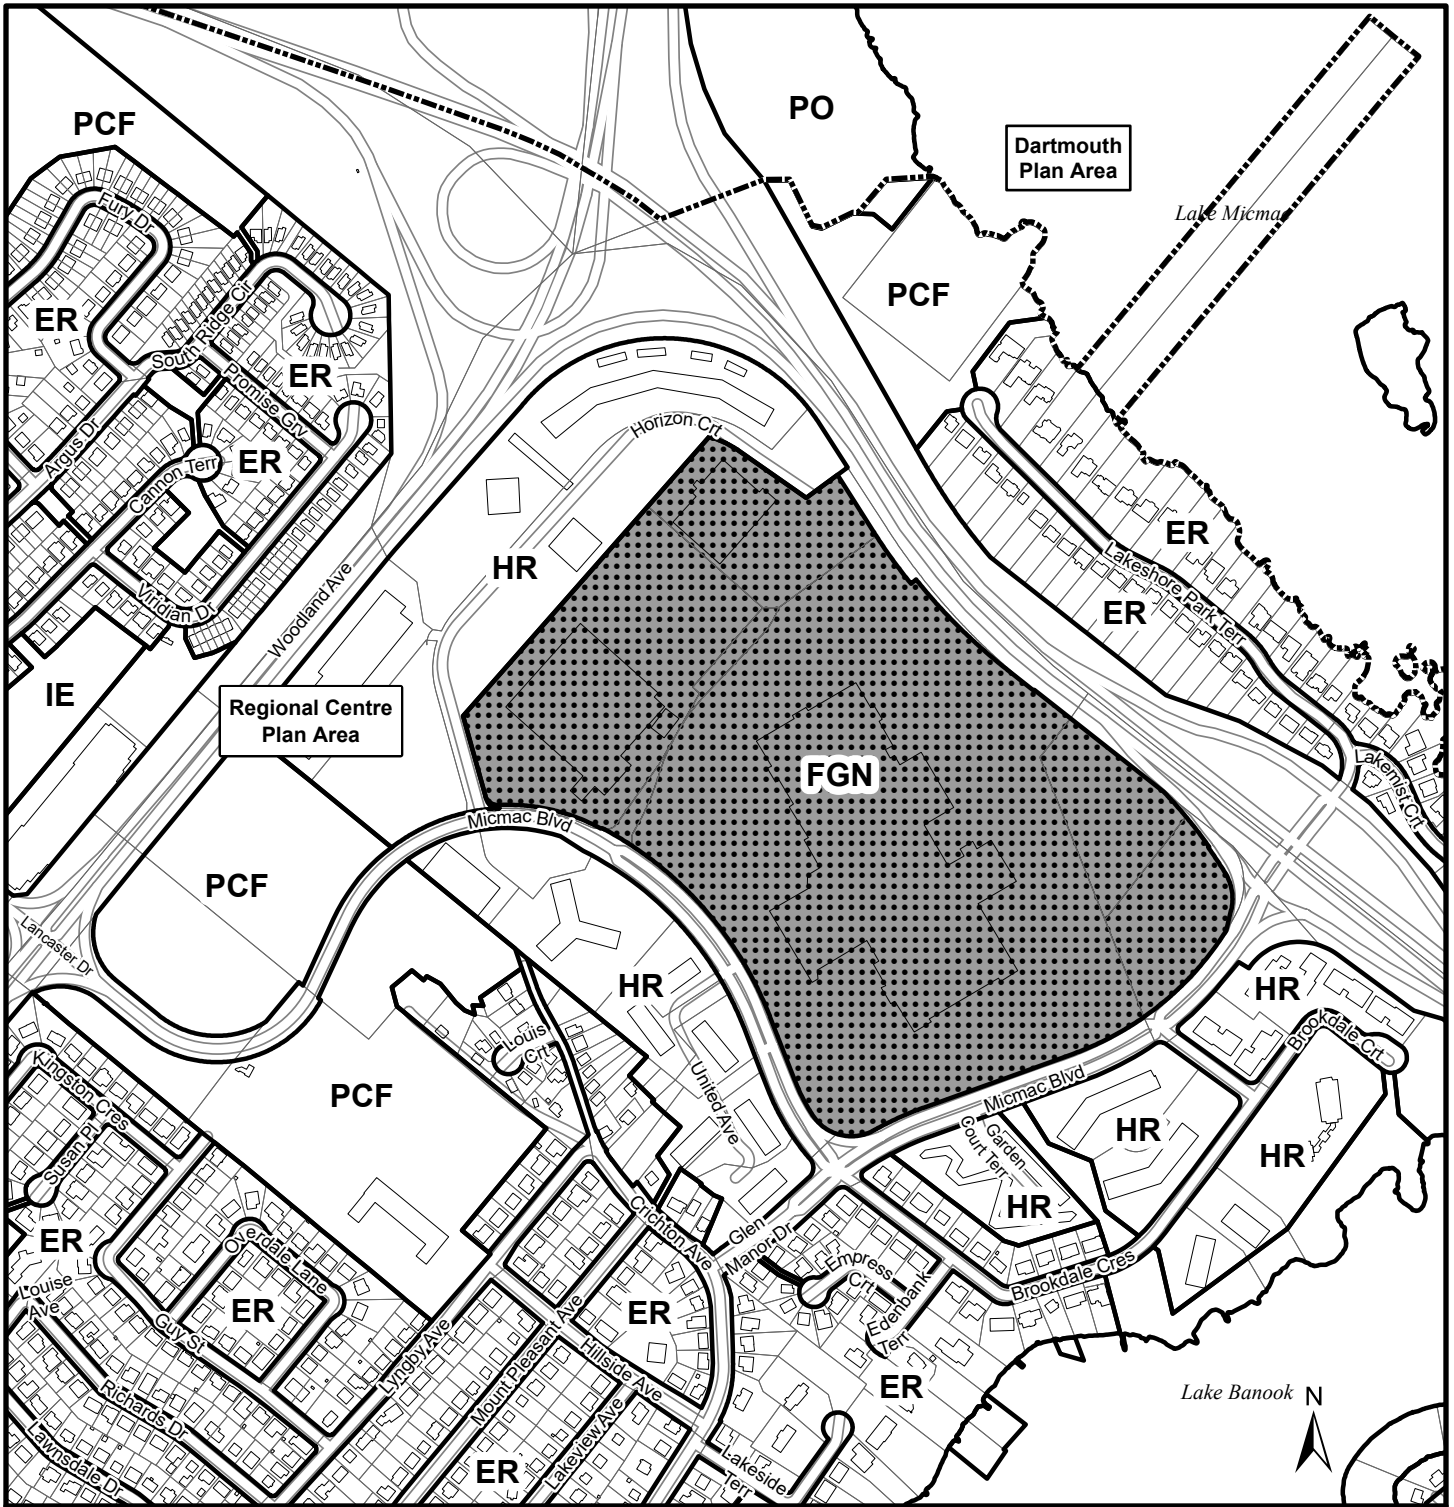 PO
PCF
Dartmouth
Plan Area
Lake Micmac
Fury Dr
PCF
ER
South Ridge Cir
ER
Promise Grv
Horizon Crt
Argus Dr
ER
Cannon Terr
ER
HR
Lakeshore Park Terr
ER
Viridian Dr
Woodland Ave
IE
Regional Centre
Plan Area
FGN
Lakemist Crt
Micmac Blvd
PCF
Lancaster Dr
HR
HR
Louis
Crt
Brookdale Crt
Kingston Cres
PCF
United Ave
Micmac Blvd
HR
Susan Pl
Garden
Court Terr
HR
HR
Crichton Ave
Glen
Manor Dr
ER
Overdale Lane
Empress
Crt
Brookdale Cres
Louise
Ave
ER
Guy St
ER
Edenbank
Terr
Lyngby Ave
Mount Pleasant Ave
Hillside Ave
ER
Lake Banook
N
Richards Dr
Lakeview Ave
Lawnsdale Dr
ER
Lakeside
Terr